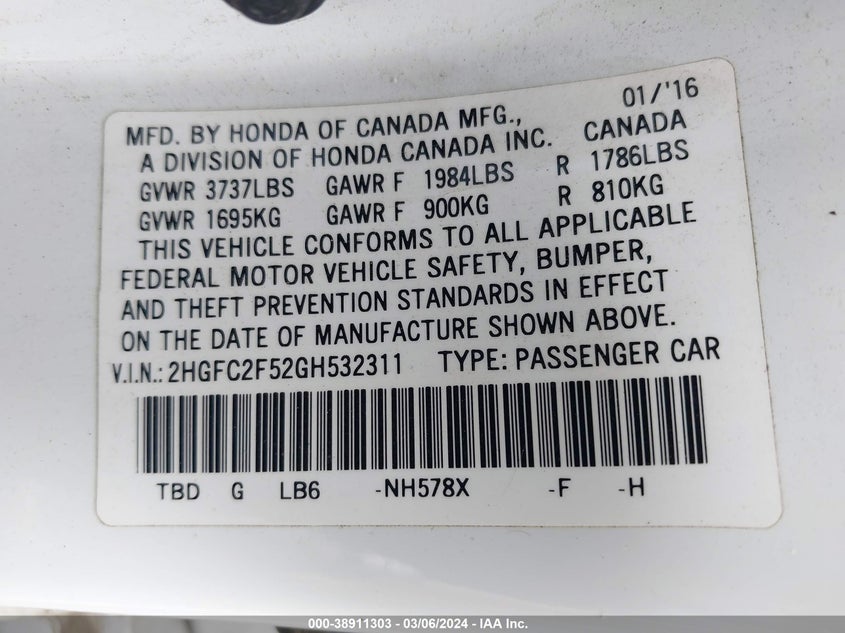 01/'16
MFD. BY HONDA OF CANADA MFG.,
A DIVISION OF HONDA CANADA INC. CANADA
GVWR 3737LBS GAWR F 1984LBS R 1786LBS
GVWR 1695KG GAWR F 900KG R 810KG
THIS VEHICLE CONFORMS TO ALL APPLICABLE
FEDERAL MOTOR VEHICLE SAFETY, BUMPER,
AND THEFT PREVENTION STANDARDS IN EFFECT
ON THE DATE OF MANUFACTURE SHOWN ABOVE.
V.I.N.: 2HGFC2F52GH532311 TYPE: PASSENGER CAR
TBD G LB6 -NH578X -F -H
000-38911303 - 03/06/2024 - IAA Inc.